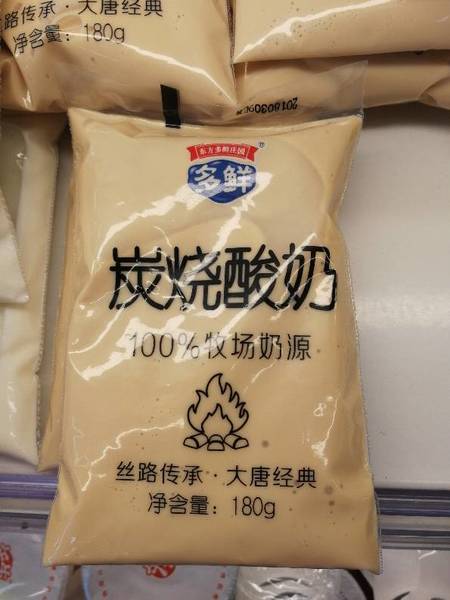 丝路传承·大唐经典
净含量：180g
东方多鲜庄园
多鲜
®
炭烧酸奶
100%牧场奶源
丝路传承·大唐经典
净含量：180g